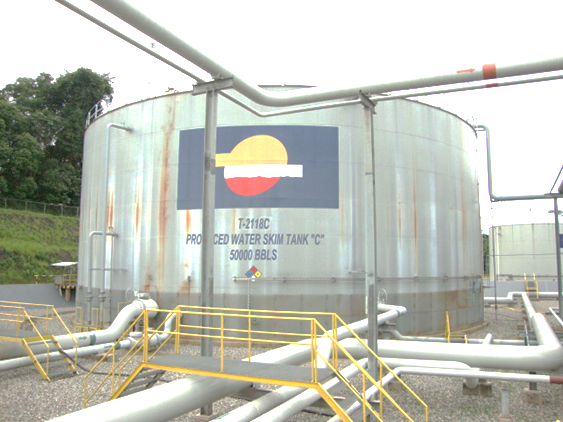 T-2118C
PRODUCED WATER SKIM TANK "C"
50000 BBLS